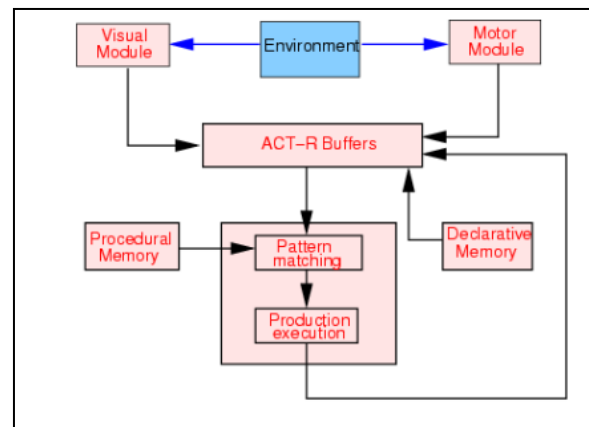 Visual
Module
Environment
Motor
Module
ACT-R Buffers
Procedural
Memory
Pattern
matching
Declarative
Memory
Production
execution